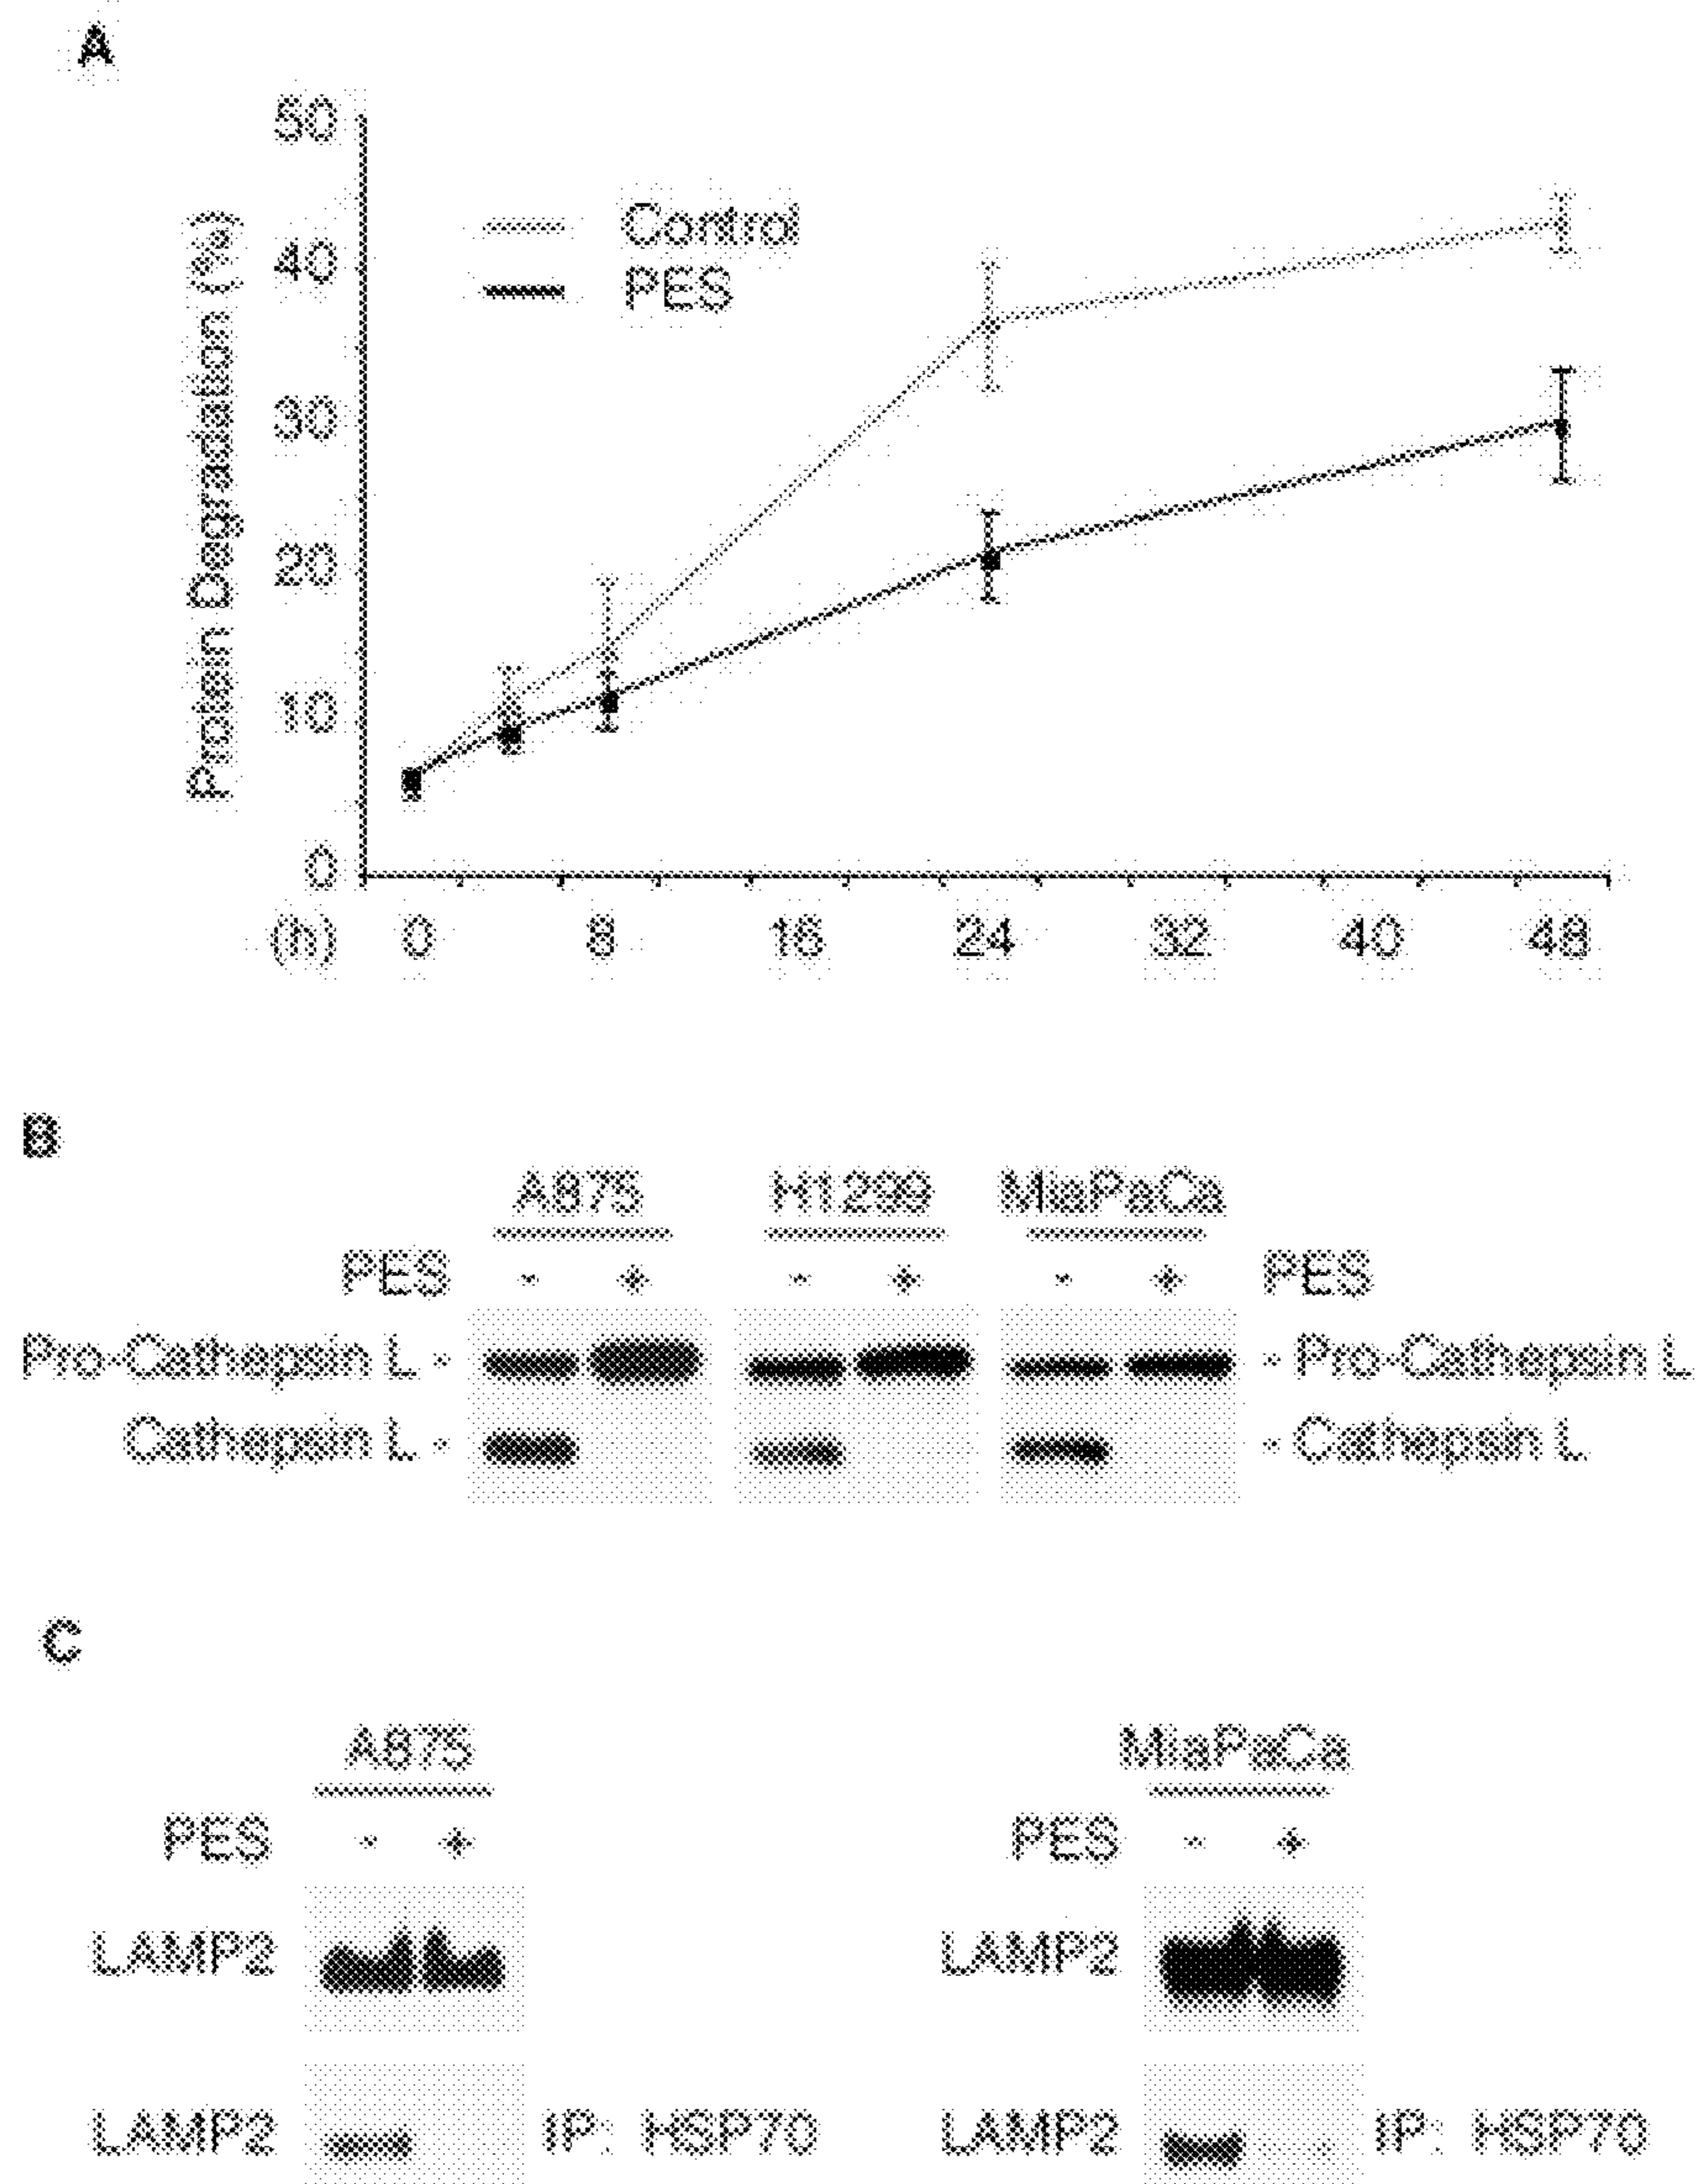 A
50
Control
40
PES
30
20
10
0
Protein Degradation (%)
(h) 0 8 16 24 32 40 48
B
A875 H1299 MiaPaCa
PES - + - + - + PES
Pro-Cathepsin L - - Pro-Cathepsin L
Cathepsin L - - Cathepsin L
C
A875 MiaPaCa
PES - + PES - +
LAMP2 LAMP2
LAMP2 IP: HSP70 LAMP2 IP: HSP70